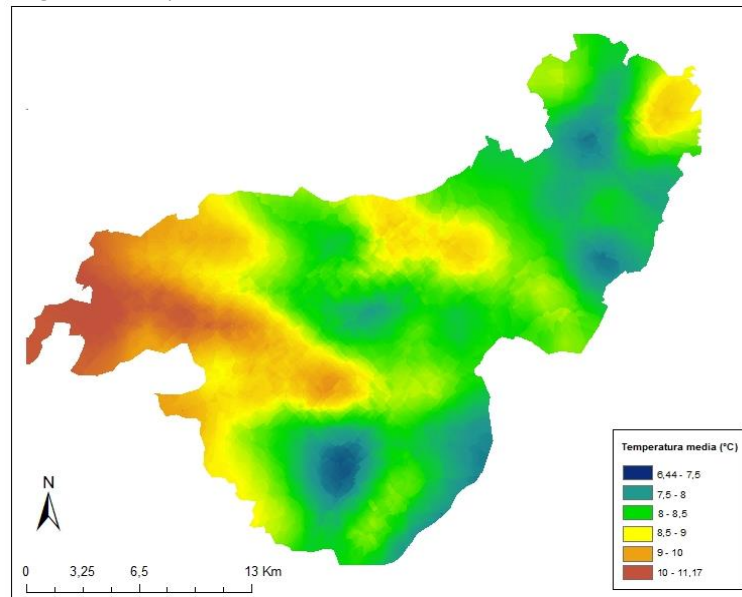 Temperatura media (°C)
6,44 - 7,5
7,5 - 8
8 - 8,5
8,5 - 9
9 - 10
10 - 11,17
N
0 3,25 6,5 13 Km